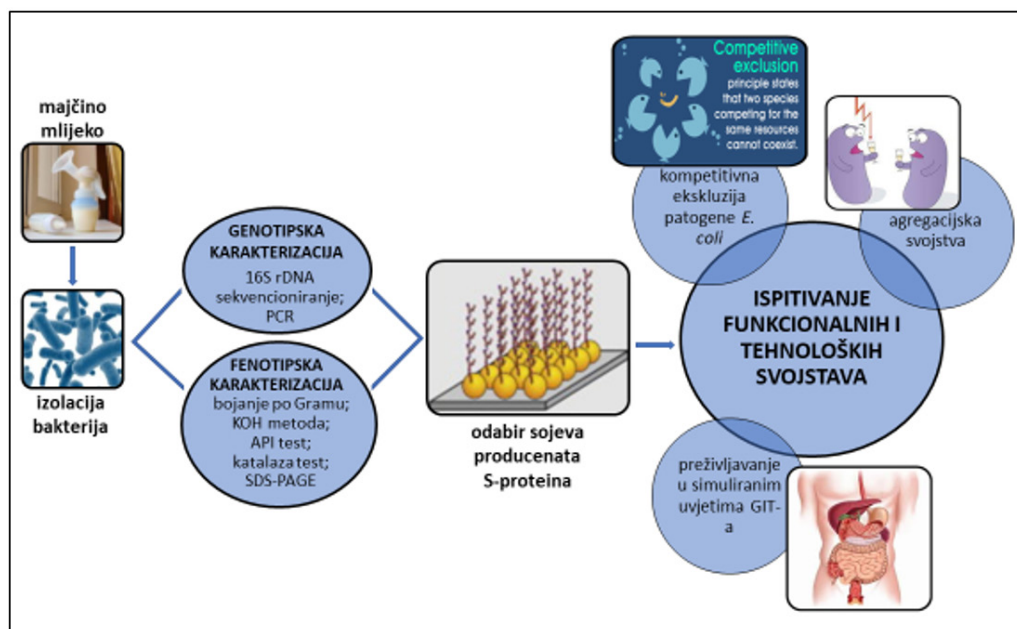 majčino
mlijeko
izolacija
bakterija
GENOTIPSKA
KARAKTERIZACIJA
16S rDNA
sekvencioniranje;
PCR
FENOTIPSKA
KARAKTERIZACIJA
bojanje po Gramu;
KOH metoda;
API test;
katalaza test;
SDS-PAGE
odabir sojeva
producenata
S-proteina
Competitive
exclusion
principle states
that two species
competing for the
same resources
cannot coexist.
kompetitivna
ekskluzija
patogene E.
coli
agregacijska
svojstva
ISPITIVANJE
FUNKCIONALNIH I
TEHNOLOŠKIH
SVOJSTAVA
preživljavanje
u simuliranim
uvjetima GIT-
a